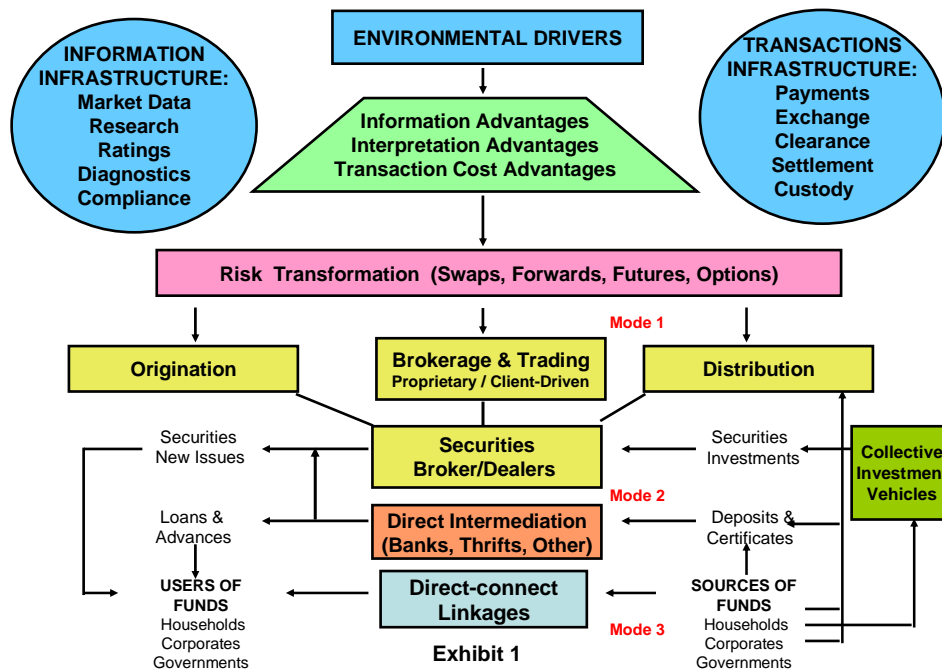 ENVIRONMENTAL DRIVERS
INFORMATION
INFRASTRUCTURE:
Market Data
Research
Ratings
Diagnostics
Compliance
TRANSACTIONS
INFRASTRUCTURE:
Payments
Exchange
Clearance
Settlement
Custody
Information Advantages
Interpretation Advantages
Transaction Cost Advantages
Risk Transformation (Swaps, Forwards, Futures, Options)
Mode 1
Origination
Brokerage & Trading
Proprietary / Client-Driven
Distribution
Securities
New Issues
Securities
Broker/Dealers
Securities
Investments
Collective
Investmen
Vehicles
Mode 2
Loans &
Advances
Direct Intermediation
(Banks, Thrifts, Other)
Deposits &
Certificates
USERS OF
FUNDS
Households
Corporates
Governments
Direct-connect
Linkages
SOURCES OF
FUNDS
Households
Corporates
Governments
Mode 3
Exhibit 1